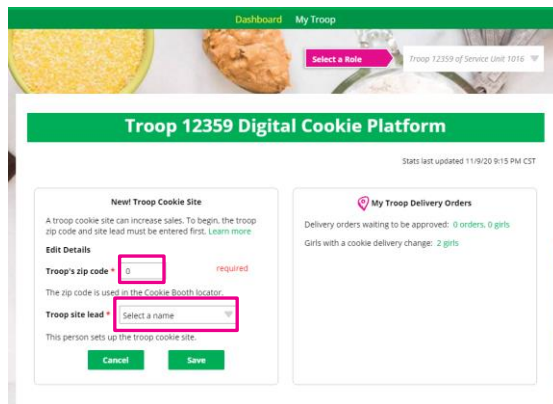 Dashboard My Troop
Select a Role
Troop 12359 of Service Unit 1016
Troop 12359 Digital Cookie Platform
Stats last updated 11/9/20 9:15 PM CST
New! Troop Cookie Site
A troop cookie site can increase sales. To begin, the troop
zip code and site lead must be entered first. Learn more
Edit Details
Troop's zip code * 0 required
The zip code is used in the Cookie Booth locator.
Troop site lead * Select a name
This person sets up the troop cookie site.
Cancel Save
My Troop Delivery Orders
Delivery orders waiting to be approved: 0 orders, 0 girls
Girls with a cookie delivery change: 2 girls